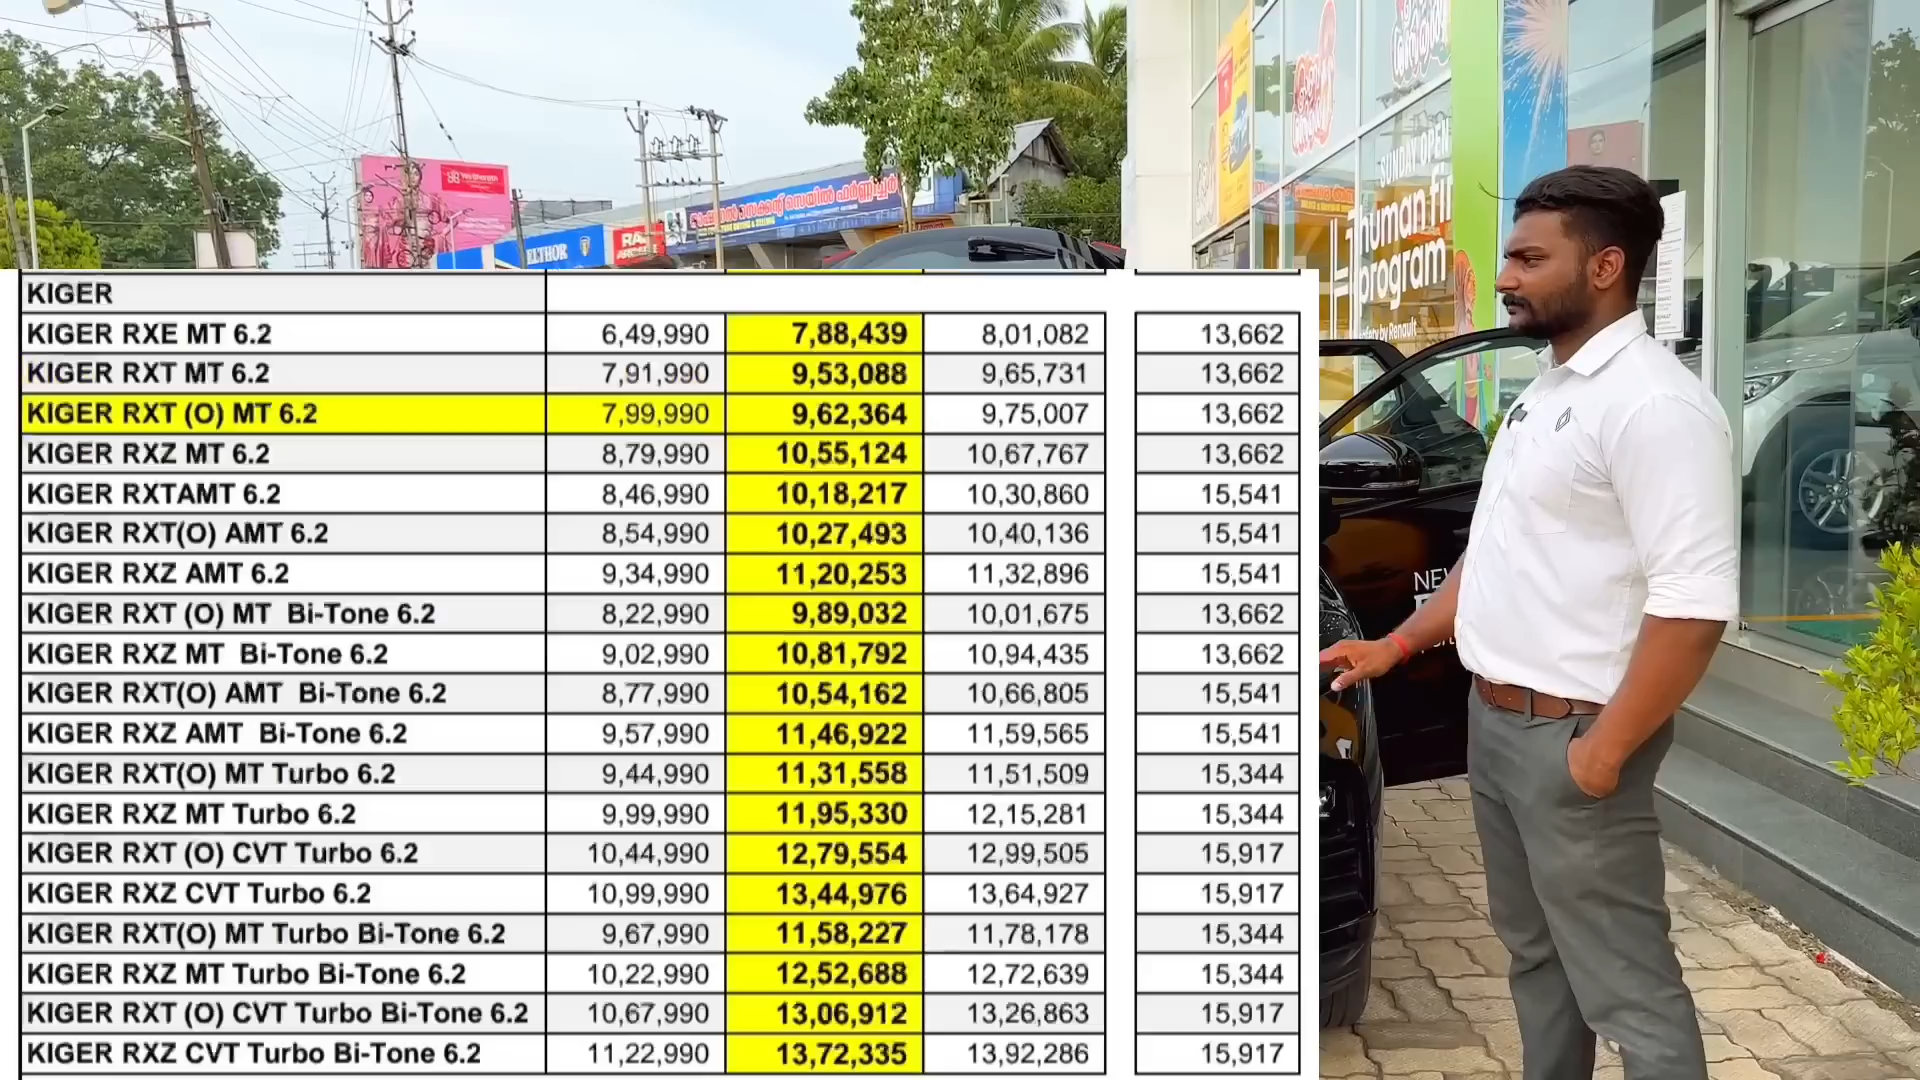 ELTHOR
SUNDAY OPEN
human fi
program
safety by Renault
NEW
KIGER
KIGER RXE MT 6.2 6,49,990 7,88,439 8,01,082 13,662
KIGER RXT MT 6.2 7,91,990 9,53,088 9,65,731 13,662
KIGER RXT (O) MT 6.2 7,99,990 9,62,364 9,75,007 13,662
KIGER RXZ MT 6.2 8,79,990 10,55,124 10,67,767 13,662
KIGER RXTAMT 6.2 8,46,990 10,18,217 10,30,860 15,541
KIGER RXT(O) AMT 6.2 8,54,990 10,27,493 10,40,136 15,541
KIGER RXZ AMT 6.2 9,34,990 11,20,253 11,32,896 15,541
KIGER RXT (O) MT Bi-Tone 6.2 8,22,990 9,89,032 10,01,675 13,662
KIGER RXZ MT Bi-Tone 6.2 9,02,990 10,81,792 10,94,435 13,662
KIGER RXT(O) AMT Bi-Tone 6.2 8,77,990 10,54,162 10,66,805 15,541
KIGER RXZ AMT Bi-Tone 6.2 9,57,990 11,46,922 11,59,565 15,541
KIGER RXT(O) MT Turbo 6.2 9,44,990 11,31,558 11,51,509 15,344
KIGER RXZ MT Turbo 6.2 9,99,990 11,95,330 12,15,281 15,344
KIGER RXT (O) CVT Turbo 6.2 10,44,990 12,79,554 12,99,505 15,917
KIGER RXZ CVT Turbo 6.2 10,99,990 13,44,976 13,64,927 15,917
KIGER RXT(O) MT Turbo Bi-Tone 6.2 9,67,990 11,58,227 11,78,178 15,344
KIGER RXZ MT Turbo Bi-Tone 6.2 10,22,990 12,52,688 12,72,639 15,344
KIGER RXT (O) CVT Turbo Bi-Tone 6.2 10,67,990 13,06,912 13,26,863 15,917
KIGER RXZ CVT Turbo Bi-Tone 6.2 11,22,990 13,72,335 13,92,286 15,917